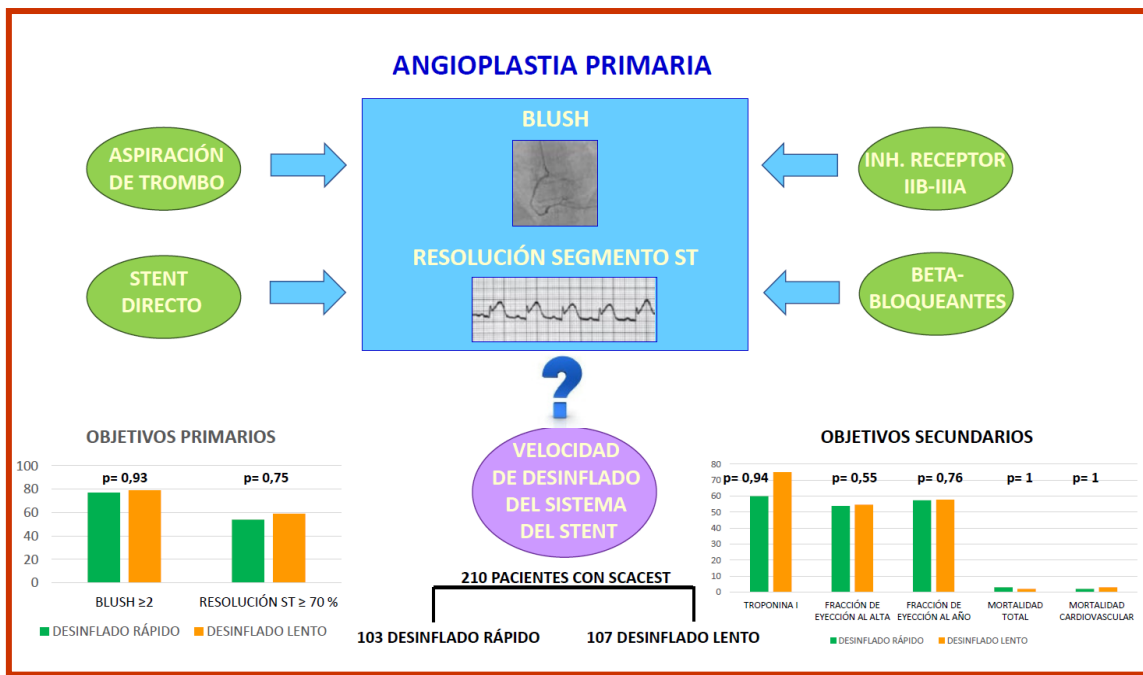 ANGIOPLASTIA PRIMARIA
BLUSH
ASPIRACIÓN
DE TROMBO
INH. RECEPTOR
IIB-IIIA
RESOLUCIÓN SEGMENTO ST
STENT
DIRECTO
BETA-
BLOQUEANTES
?
VELOCIDAD
DE DESINFLADO
DEL SISTEMA
DEL STENT
210 PACIENTES CON SCACEST
103 DESINFLADO RÁPIDO
107 DESINFLADO LENTO
OBJETIVOS PRIMARIOS
100
80
60
40
20
0
p= 0,93
p= 0,75
BLUSH ≥2
RESOLUCIÓN ST ≥ 70 %
DESINFLADO RÁPIDO
DESINFLADO LENTO
OBJETIVOS SECUNDARIOS
80
70
60
50
40
30
20
10
0
p= 0,94
p= 0,55
p= 0,76
p= 1
p= 1
TROPONINA I
FRACCIÓN DE
EYECCIÓN AL ALTA
FRACCIÓN DE
EYECCIÓN AL AÑO
MORTALIDAD
TOTAL
MORTALIDAD
CARDIOVASCULAR
DESINFLADO RÁPIDO
DESINFLADO LENTO